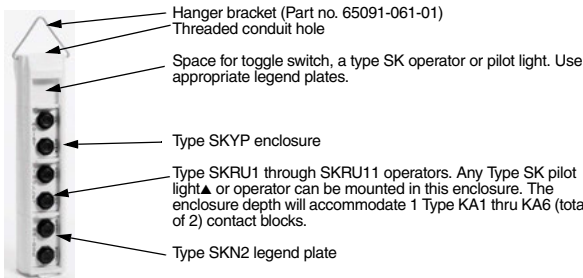 Hanger bracket (Part no. 65091-061-01)
Threaded conduit hole
Space for toggle switch, a type SK operator or pilot light. Use
appropriate legend plates.
Type SKYP enclosure
Type SKRU1 through SKRU11 operators. Any Type SK pilot
light▲ or operator can be mounted in this enclosure. The
enclosure depth will accommodate 1 Type KA1 thru KA6 (tota
of 2) contact blocks.
Type SKN2 legend plate